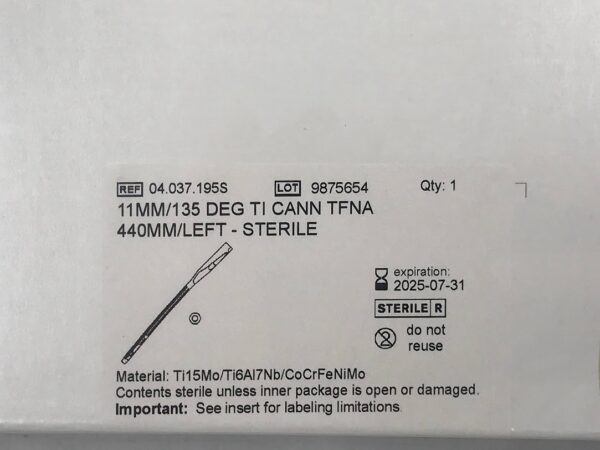 REF 04.037.195S LOT 9875654 Qty: 1
11MM/135 DEG TI CANN TFNA
440MM/LEFT - STERILE
expiration:
2025-07-31
STERILE R
2 do not
reuse
Material: Ti15Mo/Ti6Al7Nb/CoCrFeNiMo
Contents sterile unless inner package is open or damaged.
Important: See insert for labeling limitations.